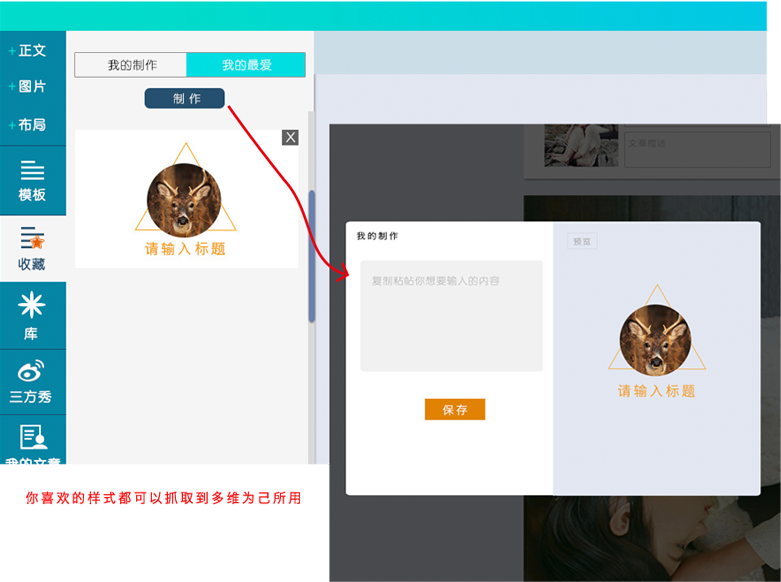 +正文
+图片
+布局
模板
收藏
库
三方秀
我的文章
我的制作
我的最爱
制作
X
请输入标题
文章描述
我的制作
复制粘帖你想要输入的内容
保存
预览
请输入标题
你喜欢的样式都可以抓取到多维为己所用